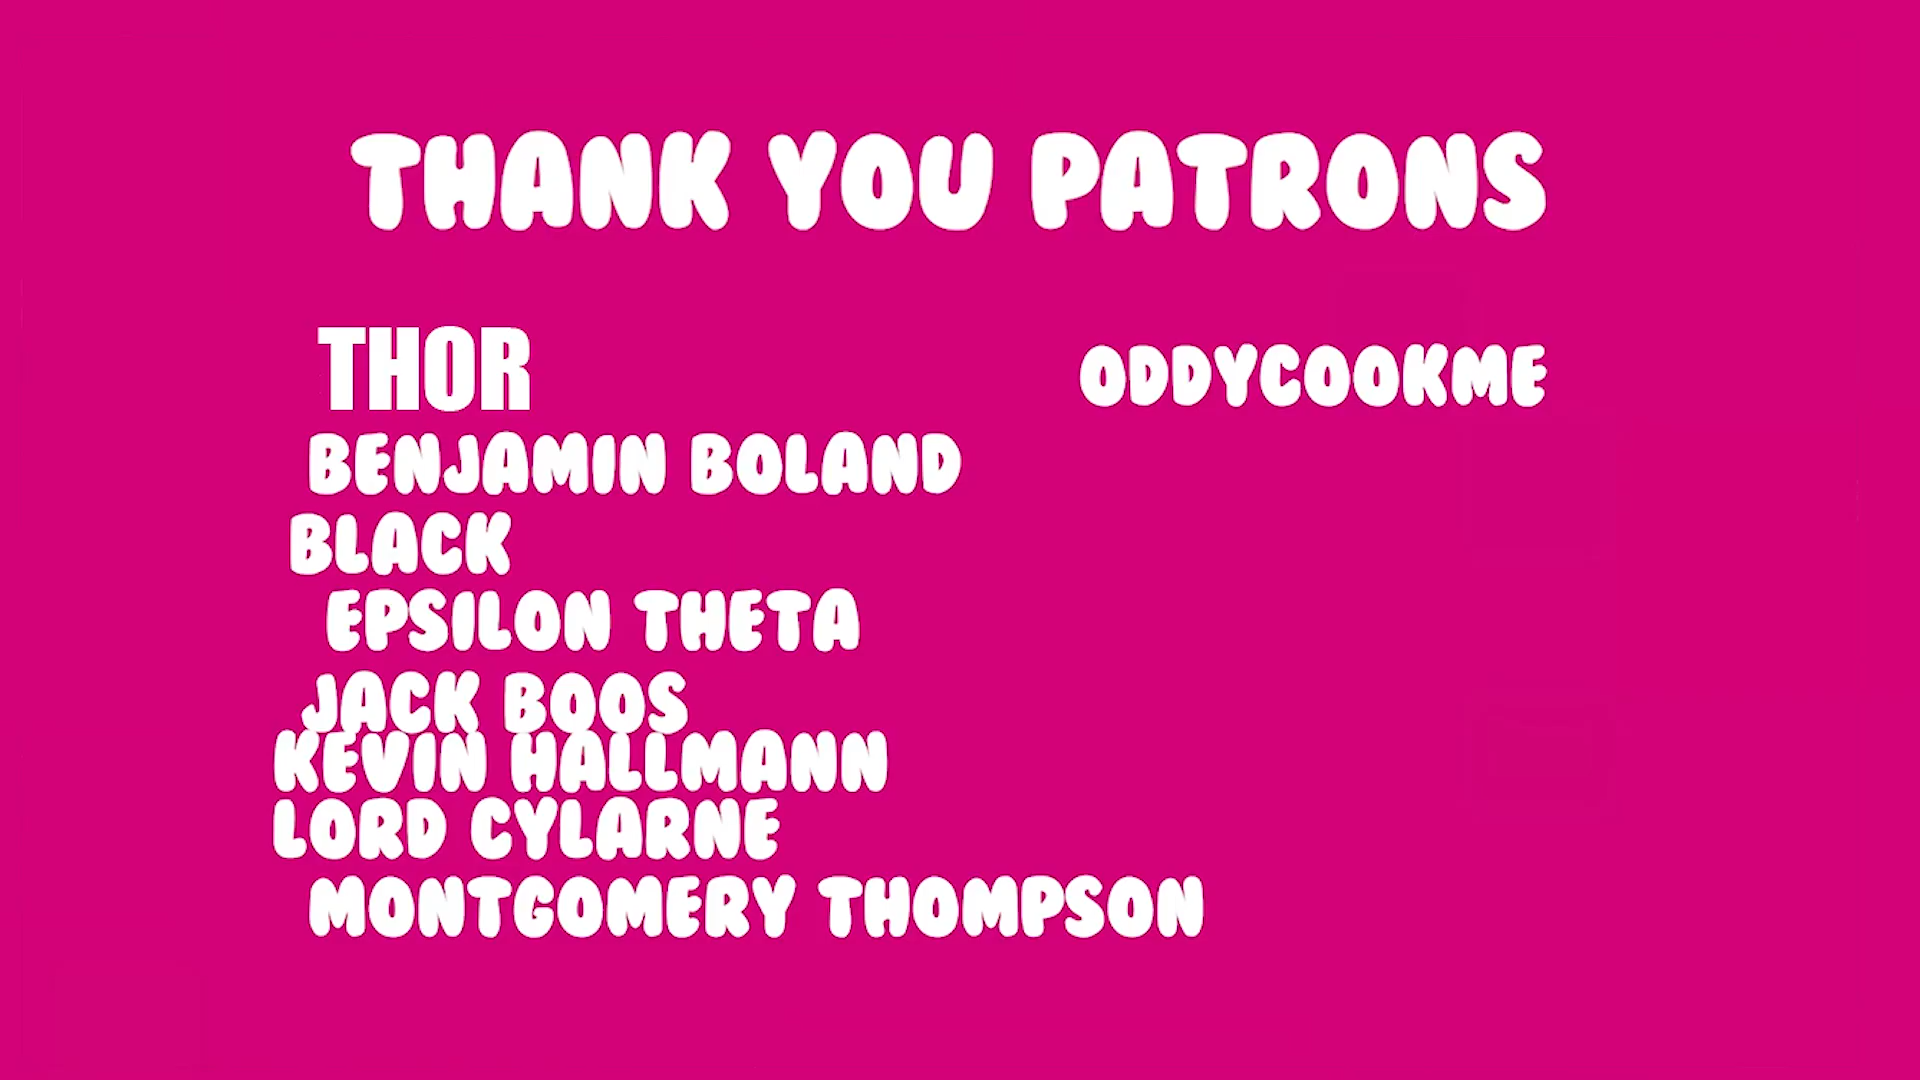 THANK YOU PATRONS
THOR
ODDYCOOKME
BENJAMIN BOLAND
BLACK
EPSILON THETA
JACK BOOS
KEVIN HALLMANN
LORD CYLARNE
MONTGOMERY THOMPSON